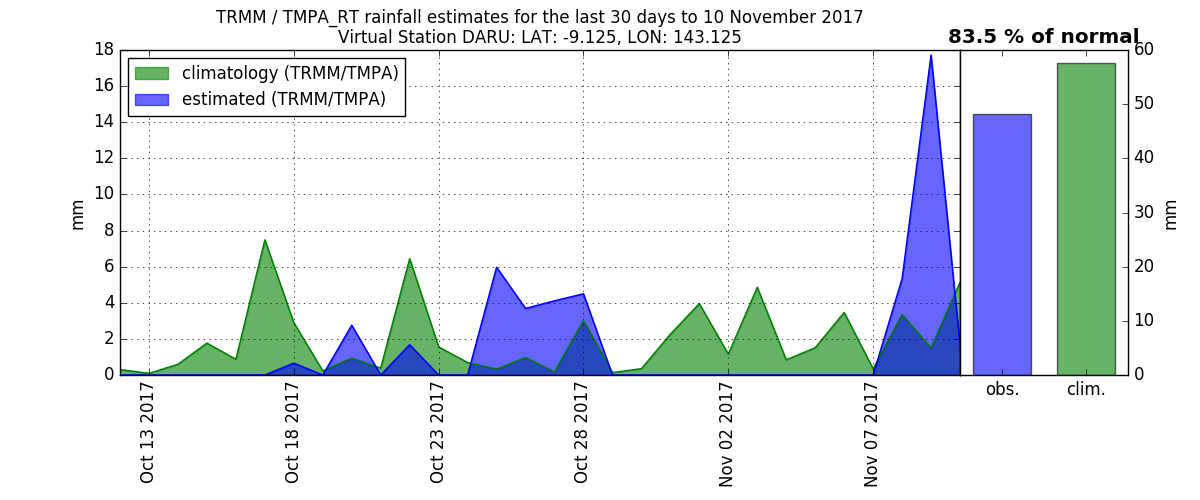 TRMM / TMPA_RT rainfall estimates for the last 30 days to 10 November 2017
Virtual Station DARU: LAT: -9.125, LON: 143.125
83.5 % of normal
climatology (TRMM/TMPA)
estimated (TRMM/TMPA)
18
16
14
12
10
8
6
4
2
0
mm
Oct 13 2017
Oct 18 2017
Oct 23 2017
Oct 28 2017
Nov 02 2017
Nov 07 2017
60
50
40
30
20
10
0
mm
obs.
clim.